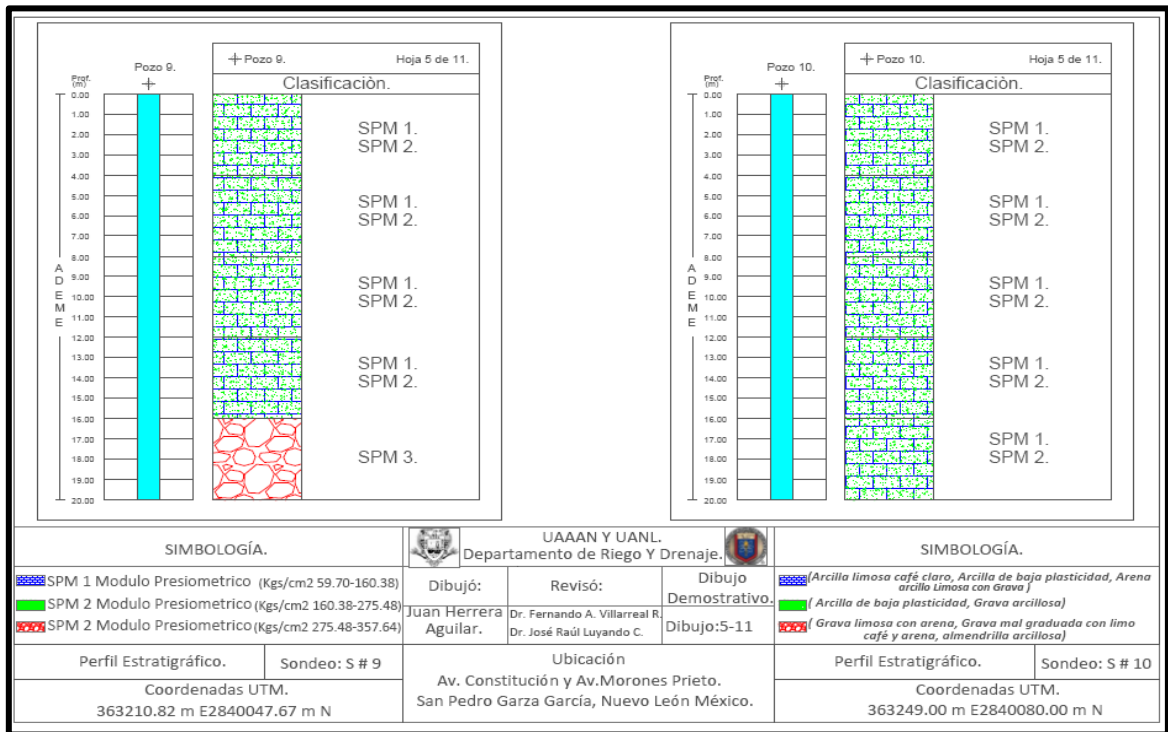 Pozo 9.
Prof.
(m)
+ Pozo 9. Hoja 5 de 11.
Clasificaciòn.
0.00
1.00
2.00
3.00
4.00
5.00
6.00
7.00
8.00
9.00
10.00
11.00
12.00
13.00
14.00
15.00
16.00
17.00
18.00
19.00
20.00
ADEME
SPM 1.
SPM 2.
SPM 1.
SPM 2.
SPM 1.
SPM 2.
SPM 1.
SPM 2.
SPM 3.
Pozo 10.
Prof.
(m)
+ Pozo 10. Hoja 5 de 11.
Clasificaciòn.
0.00
1.00
2.00
3.00
4.00
5.00
6.00
7.00
8.00
9.00
10.00
11.00
12.00
13.00
14.00
15.00
16.00
17.00
18.00
19.00
20.00
ADEME
SPM 1.
SPM 2.
SPM 1.
SPM 2.
SPM 1.
SPM 2.
SPM 1.
SPM 2.
SPM 1.
SPM 2.
SIMBOLOGÍA.
SPM 1 Modulo Presiometrico (Kgs/cm2 59.70-160.38)
SPM 2 Modulo Presiometrico (Kgs/cm2 160.38-275.48)
SPM 2 Modulo Presiometrico (Kgs/cm2 275.48-357.64)
Perfil Estratigráfico.
Sondeo: S # 9
Coordenadas UTM.
363210.82 m E2840047.67 m N
UAAAN Y UANL.
Departamento de Riego Y Drenaje.
Dibujó:
Juan Herrera
Aguilar.
Revisó:
Dr. Fernando A. Villarreal R.
Dr. José Raúl Luyando C.
Dibujo
Demostrativo.
Dibujo:5-11
Ubicación
Av. Constitución y Av.Morones Prieto.
San Pedro Garza García, Nuevo León México.
SIMBOLOGÍA.
(Arcilla limosa café claro, Arcilla de baja plasticidad, Arena
arcillo Limosa con Grava )
( Arcilla de baja plasticidad, Grava arcillosa)
( Grava limosa con arena, Grava mal graduada con limo
café y arena, almendrilla arcillosa)
Perfil Estratigráfico.
Sondeo: S # 10
Coordenadas UTM.
363249.00 m E2840080.00 m N